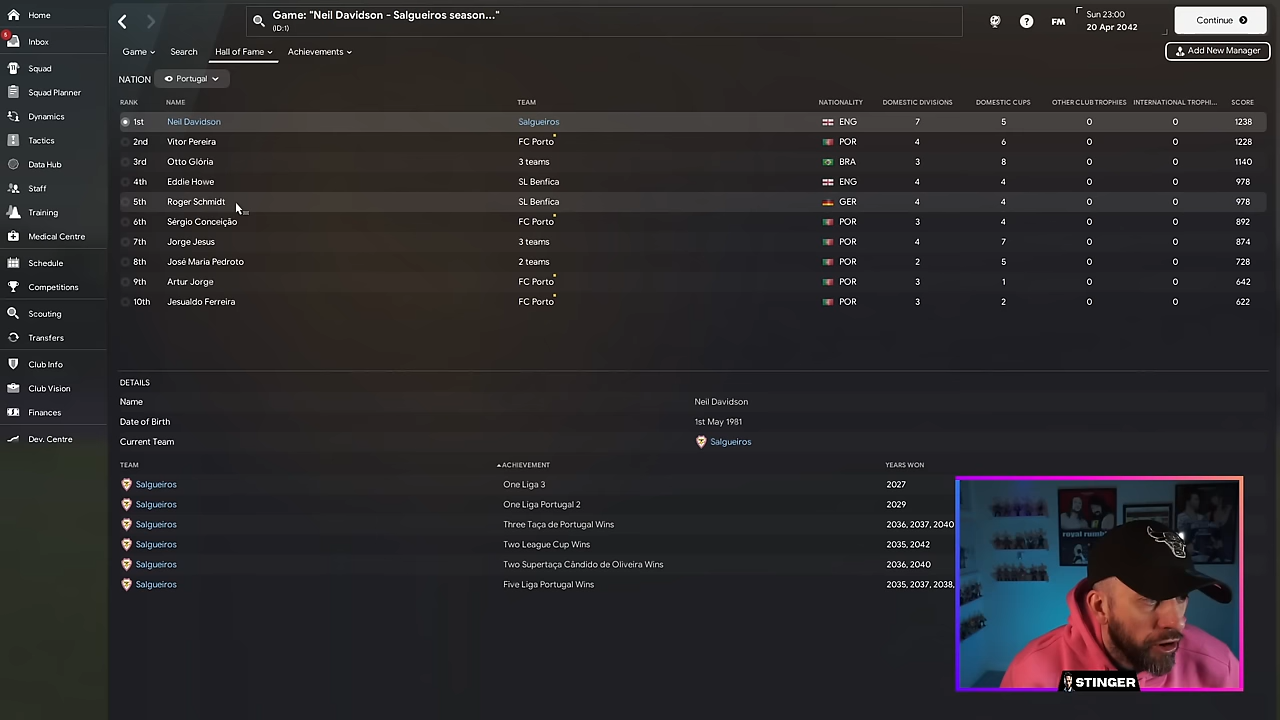 Home
Inbox
Squad
Squad Planner
Dynamics
Tactics
Data Hub
Staff
Training
Medical Centre
Schedule
Competitions
Scouting
Transfers
Club Info
Club Vision
Finances
Dev. Centre
Game: "Neil Davidson - Salgueiros season..."
(ID:1)
FM
Sun 23:00
20 Apr 2042
Continue
Game Search Hall of Fame Achievements
Add New Manager
NATION Portugal
RANK NAME TEAM NATIONALITY DOMESTIC DIVISIONS DOMESTIC CUPS OTHER CLUB TROPHIES INTERNATIONAL TROPHI... SCORE
1st Neil Davidson Salgueiros ENG 7 5 0 0 1238
2nd Vitor Pereira FC Porto POR 4 6 0 0 1228
3rd Otto Glória 3 teams BRA 3 8 0 0 1140
4th Eddie Howe SL Benfica ENG 4 4 0 0 978
5th Roger Schmidt SL Benfica GER 4 4 0 0 978
6th Sérgio Conceição FC Porto POR 3 4 0 0 892
7th Jorge Jesus 3 teams POR 4 7 0 0 874
8th José Maria Pedroto 2 teams POR 2 5 0 0 728
9th Artur Jorge FC Porto POR 3 1 0 0 642
10th Jesualdo Ferreira FC Porto POR 3 2 0 0 622
DETAILS
Name Neil Davidson
Date of Birth 1st May 1981
Current Team Salgueiros
TEAM ACHIEVEMENT YEARS WON
Salgueiros One Liga 3 2027
Salgueiros One Liga Portugal 2 2029
Salgueiros Three Taça de Portugal Wins 2036, 2037, 2040
Salgueiros Two League Cup Wins 2035, 2042
Salgueiros Two Supertaça Cândido de Oliveira Wins 2036, 2040
Salgueiros Five Liga Portugal Wins 2035, 2037, 2038,
royal rumble
STINGER